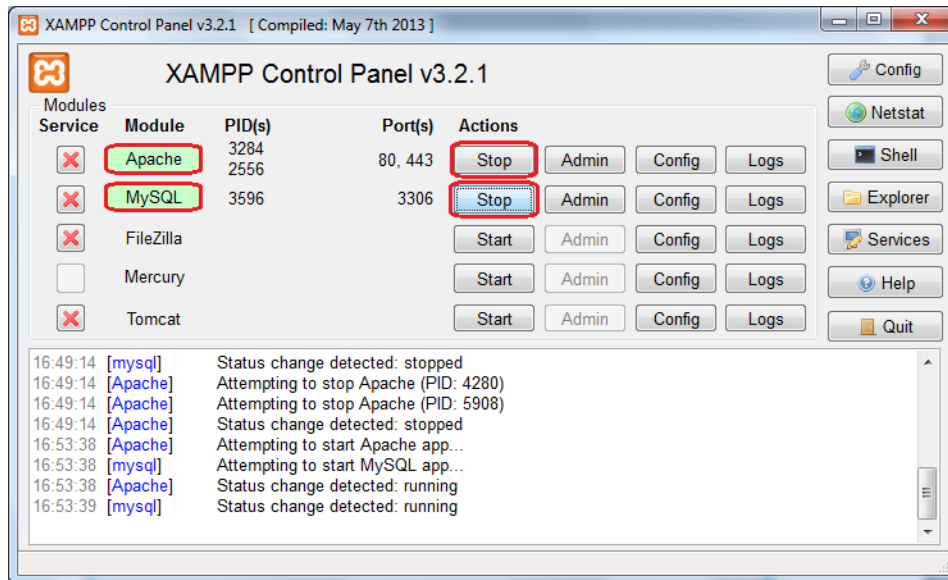 XAMPP Control Panel v3.2.1 [ Compiled: May 7th 2013 ]
XAMPP Control Panel v3.2.1
Config
Modules
Service Module PID(s) Port(s) Actions
Netstat
Apache 3284 2556 80, 443 Stop Admin Config Logs
Shell
MySQL 3596 3306 Stop Admin Config Logs
Explorer
FileZilla Start Admin Config Logs
Services
Mercury Start Admin Config Logs
Help
Tomcat Start Admin Config Logs
Quit
16:49:14 [mysql] Status change detected: stopped
16:49:14 [Apache] Attempting to stop Apache (PID: 4280)
16:49:14 [Apache] Attempting to stop Apache (PID: 5908)
16:49:14 [Apache] Status change detected: stopped
16:53:38 [Apache] Attempting to start Apache app...
16:53:38 [mysql] Attempting to start MySQL app...
16:53:38 [Apache] Status change detected: running
16:53:39 [mysql] Status change detected: running